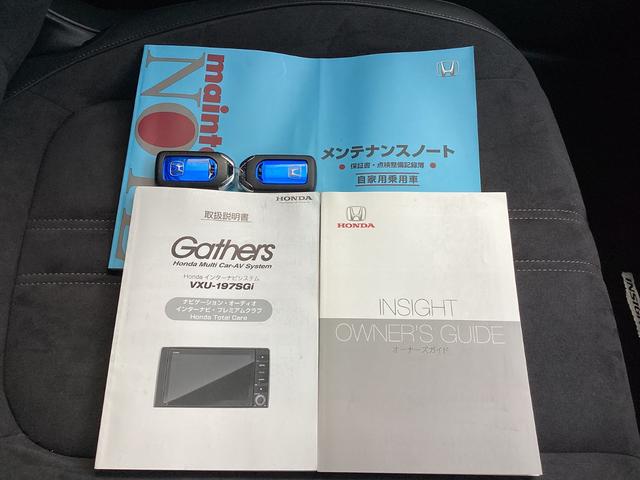 mainte
NOTE
メンテナンスノート
保証書・点検整備記録簿
自家用乗用車
HONDA
取扱説明書
Gathers
Honda Multi Car-AV System
Honda インターナビシステム
VXU-197SGi
ナビゲーション・オーディオ
インターナビ・プレミアムクラブ
Honda Total Care
HONDA
INSIGHT
OWNER'S GUIDE
オーナーズガイド